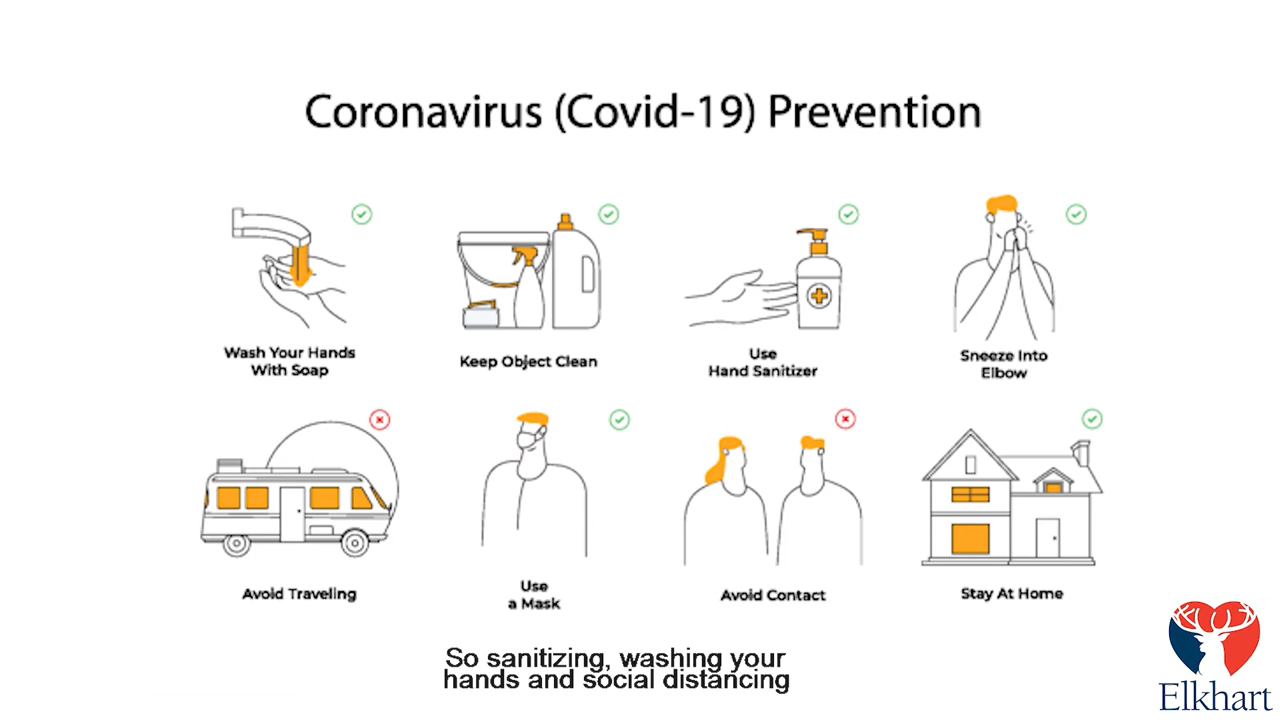 Coronavirus (Covid-19) Prevention
Wash Your Hands
With Soap
Keep Object Clean
Use
Hand Sanitizer
Sneeze Into
Elbow
Avoid Traveling
Use
a Mask
Avoid Contact
Stay At Home
So sanitizing, washing your
hands and social distancing
Elkhart